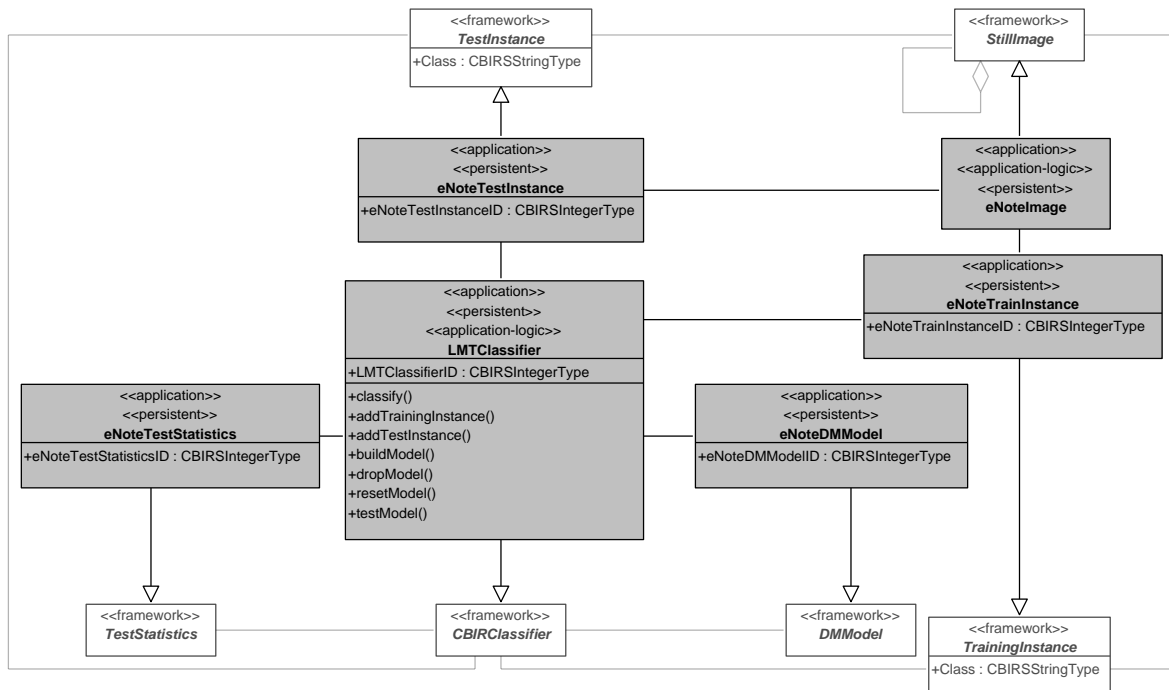 <<framework>>
TestInstance
+Class : CBIRSStringType
<<framework>>
StillImage
<<application>>
<<persistent>>
eNoteTestInstance
+eNoteTestInstanceID : CBIRSIntegerType
<<application>>
<<application-logic>>
<<persistent>>
eNoteImage
<<application>>
<<persistent>>
eNoteTrainInstance
+eNoteTrainInstanceID : CBIRSIntegerType
<<application>>
<<persistent>>
<<application-logic>>
LMTClassifier
+LMTClassifierID : CBIRSIntegerType
+classify()
+addTrainingInstance()
+addTestInstance()
+buildModel()
+dropModel()
+resetModel()
+testModel()
<<application>>
<<persistent>>
eNoteTestStatistics
+eNoteTestStatisticsID : CBIRSIntegerType
<<application>>
<<persistent>>
eNoteDMModel
+eNoteDMModelID : CBIRSIntegerType
<<framework>>
TestStatistics
<<framework>>
CBIRClassifier
<<framework>>
DMModel
<<framework>>
TrainingInstance
+Class : CBIRSStringType